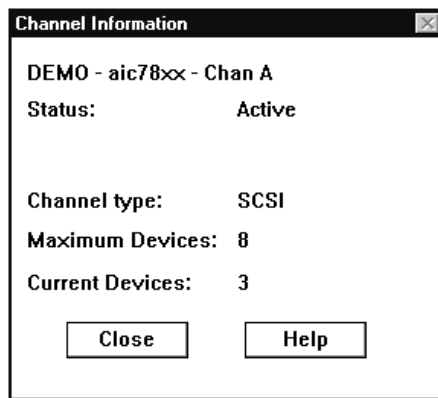 Channel Information
DEMO - aic78xx - Chan A
Status: Active
Channel type: SCSI
Maximum Devices: 8
Current Devices: 3
Close Help